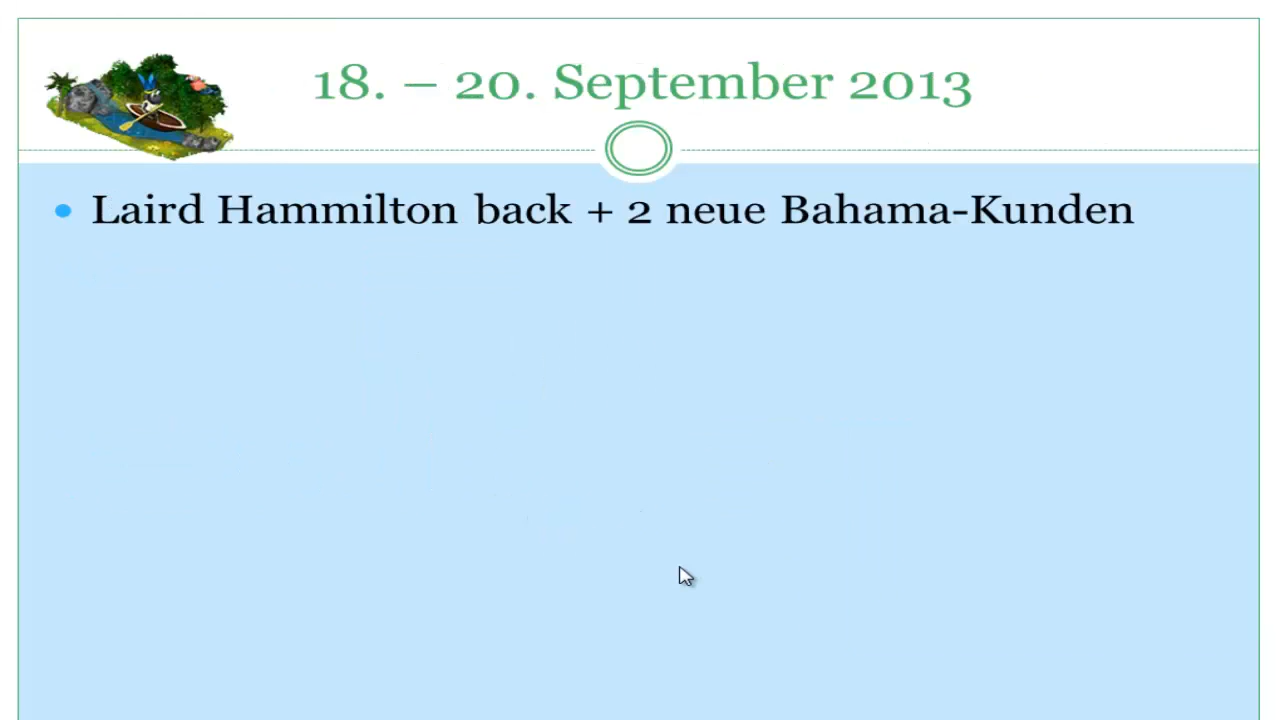 18. – 20. September 2013
Laird Hammilton back + 2 neue Bahama-Kunden